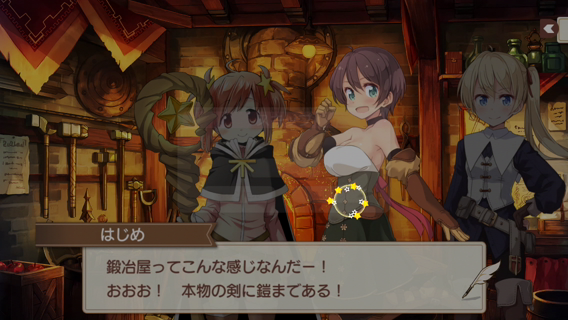 はじめ
鍛冶屋ってこんな感じなんだー！
おおお！　本物の剣に鎧まである！